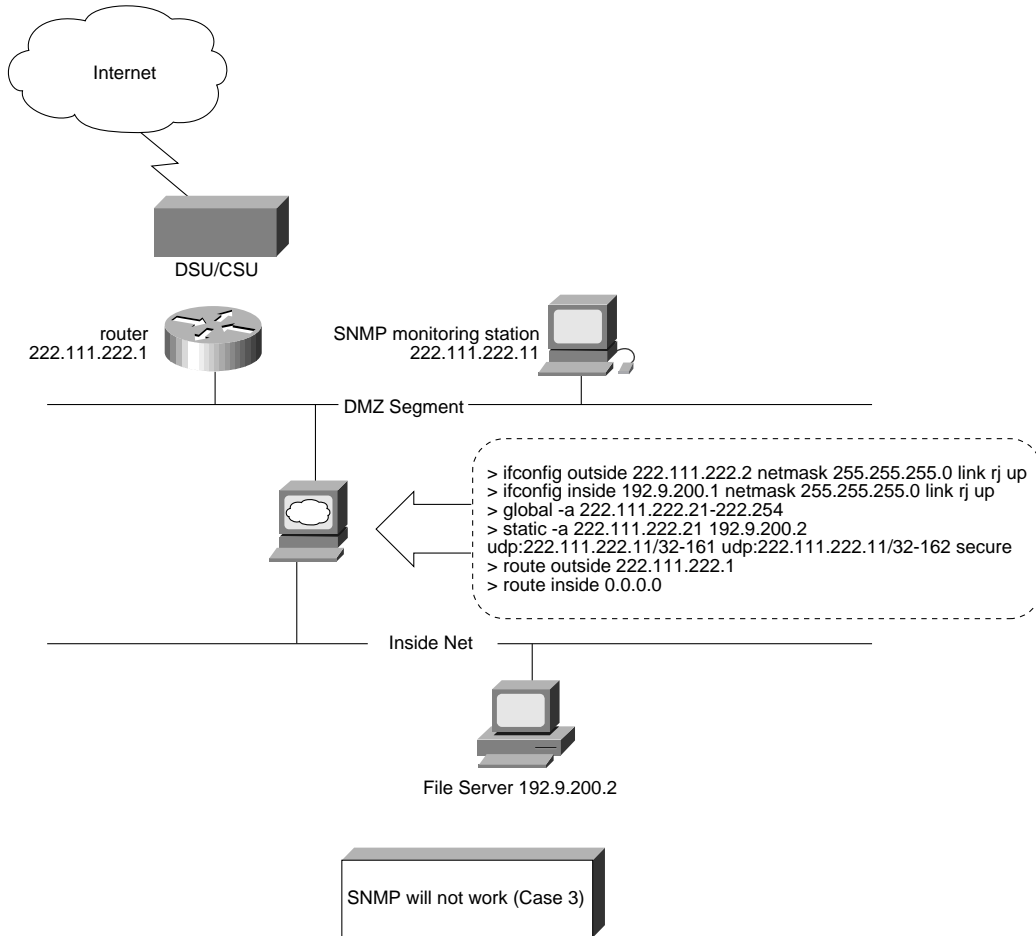 Internet
DSU/CSU
router
222.111.222.1
SNMP monitoring station
222.111.222.11
DMZ Segment
> ifconfig outside 222.111.222.2 netmask 255.255.255.0 link rj up
> ifconfig inside 192.9.200.1 netmask 255.255.255.0 link rj up
> global -a 222.111.222.21-222.254
> static -a 222.111.222.21 192.9.200.2
udp:222.111.222.11/32-161 udp:222.111.222.11/32-162 secure
> route outside 222.111.222.1
> route inside 0.0.0.0
Inside Net
File Server 192.9.200.2
SNMP will not work (Case 3)